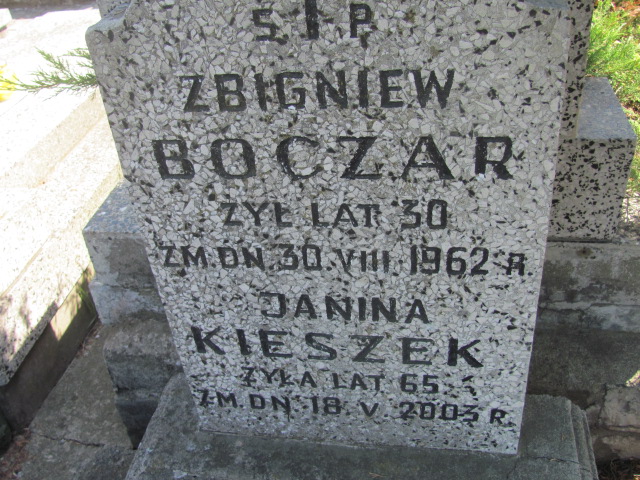 Ś.✝P.
ZBIGNIEW
BOCZAR
ŻYŁ LAT 30
ZM. DN. 30. VIII. 1962 R.
JANINA
KIESZEK
ŻYŁA LAT 65
ZM. DN. 18. V. 2003 R.